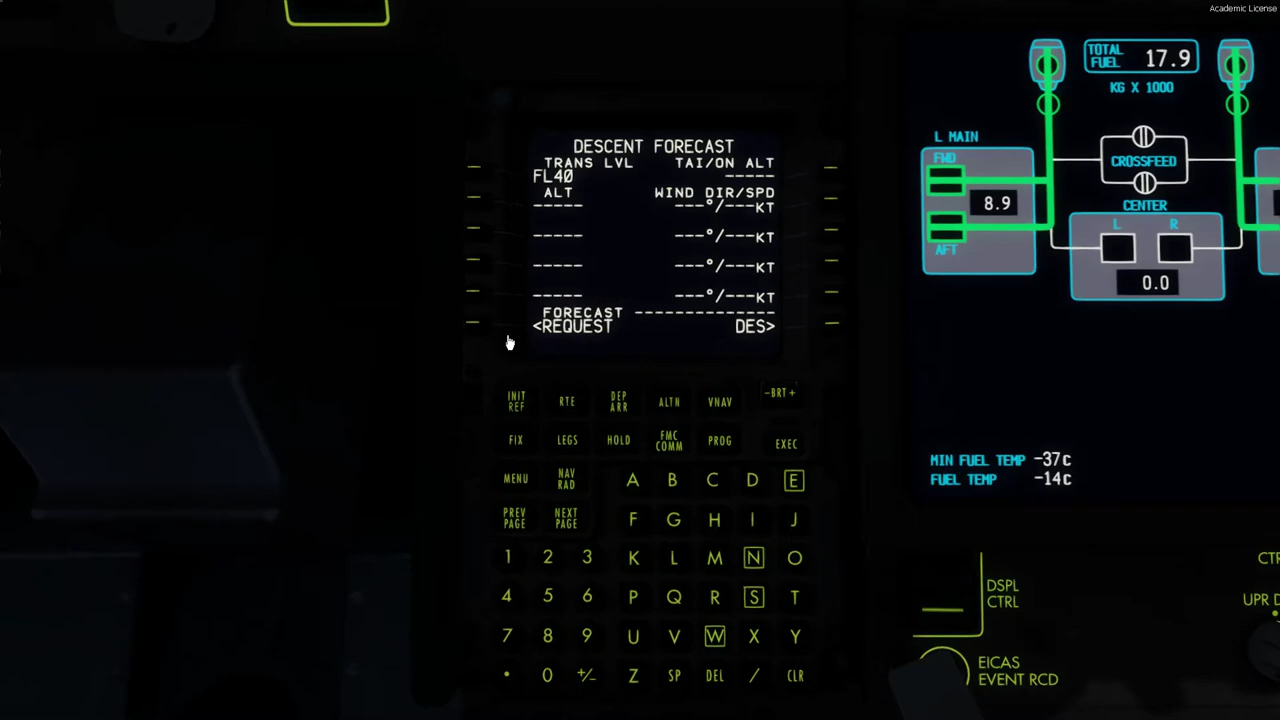 Academic License
DESCENT FORECAST
TRANS LVL TAI/ON ALT
FL40 -----
ALT WIND DIR/SPD
----- ---°/---KT
----- ---°/---KT
----- ---°/---KT
----- ---°/---KT
FORECAST -------------
<REQUEST DES>
INIT REF
RTE
DEP ARR
ALTN
VNAV
-BRT+
FIX
LEGS
HOLD
FMC COMM
PROG
EXEC
MENU
NAV RAD
A B C D E
PREV PAGE
NEXT PAGE
F G H I J
1 2 3 K L M N O
4 5 6 P Q R S T
7 8 9 U V W X Y
. 0 +/- Z SP DEL / CLR
TOTAL FUEL 17.9
KG X 1000
L MAIN
FWD
8.9
AFT
CROSSFEED
CENTER
L R
0.0
MIN FUEL TEMP -37c
FUEL TEMP -14c
DSPL
CTRL
EICAS
EVENT RCD
UPR